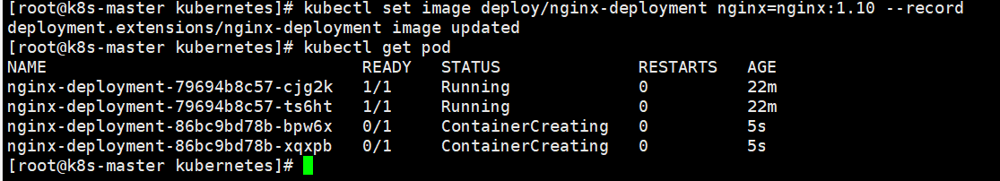 [root@k8s-master kubernetes]# kubectl set image deploy/nginx-deployment nginx=nginx:1.10 --record
deployment.extensions/nginx-deployment image updated
[root@k8s-master kubernetes]# kubectl get pod
NAME READY STATUS RESTARTS AGE
nginx-deployment-79694b8c57-cjg2k 1/1 Running 0 22m
nginx-deployment-79694b8c57-ts6ht 1/1 Running 0 22m
nginx-deployment-86bc9bd78b-bpw6x 0/1 ContainerCreating 0 5s
nginx-deployment-86bc9bd78b-xqxpb 0/1 ContainerCreating 0 5s
[root@k8s-master kubernetes]#